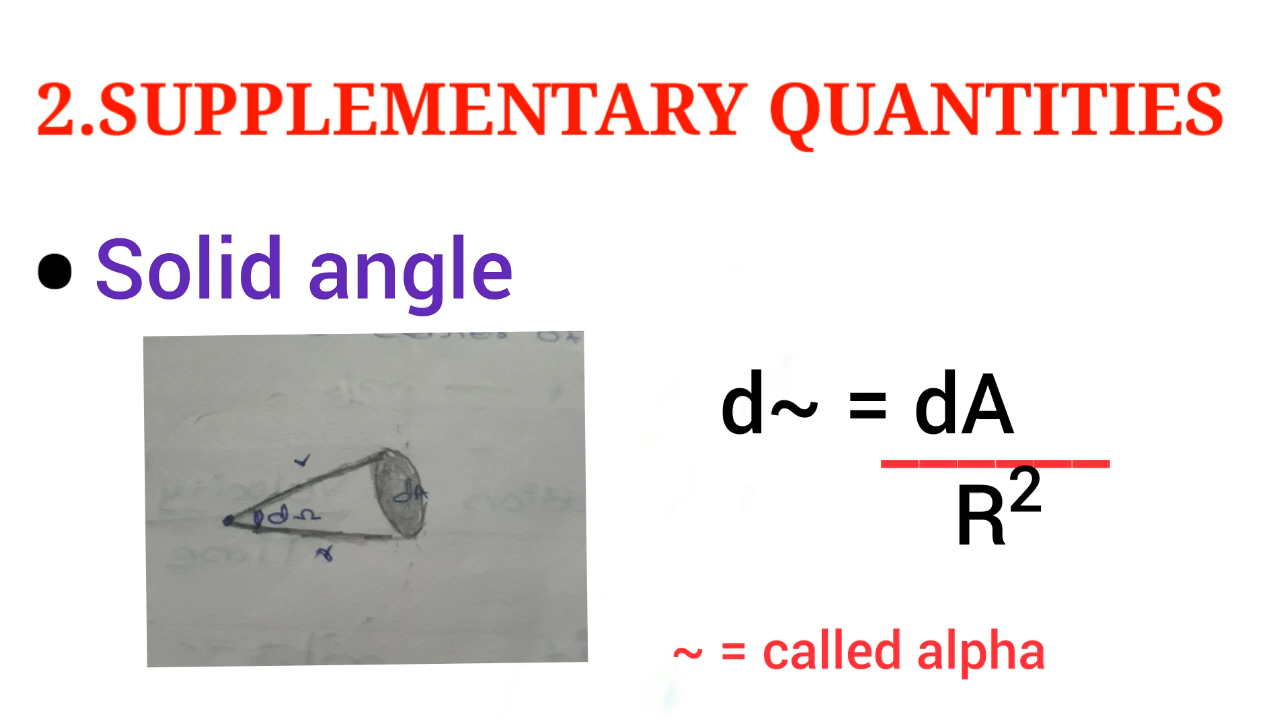 2.SUPPLEMENTARY QUANTITIES
• Solid angle
d~ = dA
R²
r
dA
dΩ
r
~ = called alpha